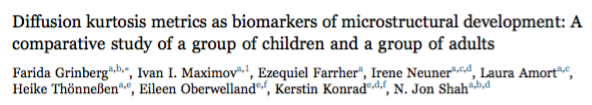 Diffusion kurtosis metrics as biomarkers of microstructural development: A
comparative study of a group of children and a group of adults
Farida Grinberg a,b,*, Ivan I. Maximov a,1, Ezequiel Farrher a, Irene Neuner a,c,d, Laura Amort a,c,
Heike Thönneßen a,e, Eileen Oberwelland e,f, Kerstin Konrad e,d,f, N. Jon Shah a,b,d